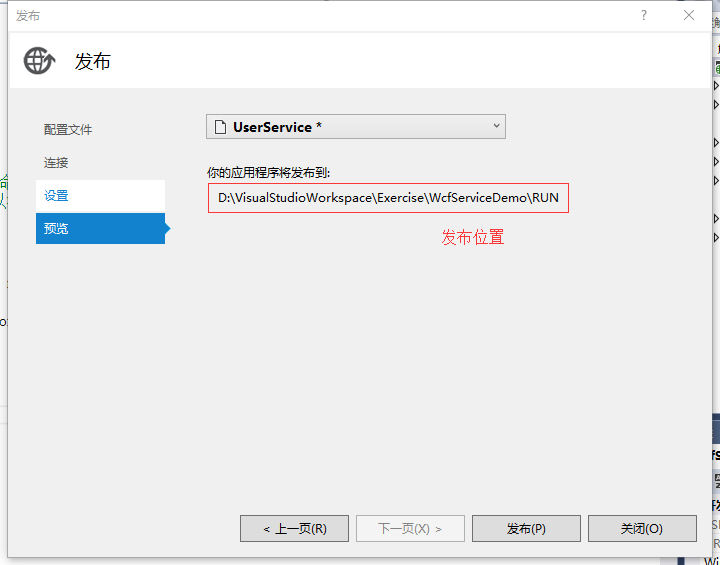 发布
?
发布
配置文件
连接
设置
预览
UserService *
你的应用程序将发布到:
D:\VisualStudioWorkspace\Exercise\WcfServiceDemo\RUN
发布位置
< 上一页(R)
下一页(X) >
发布(P)
关闭(O)